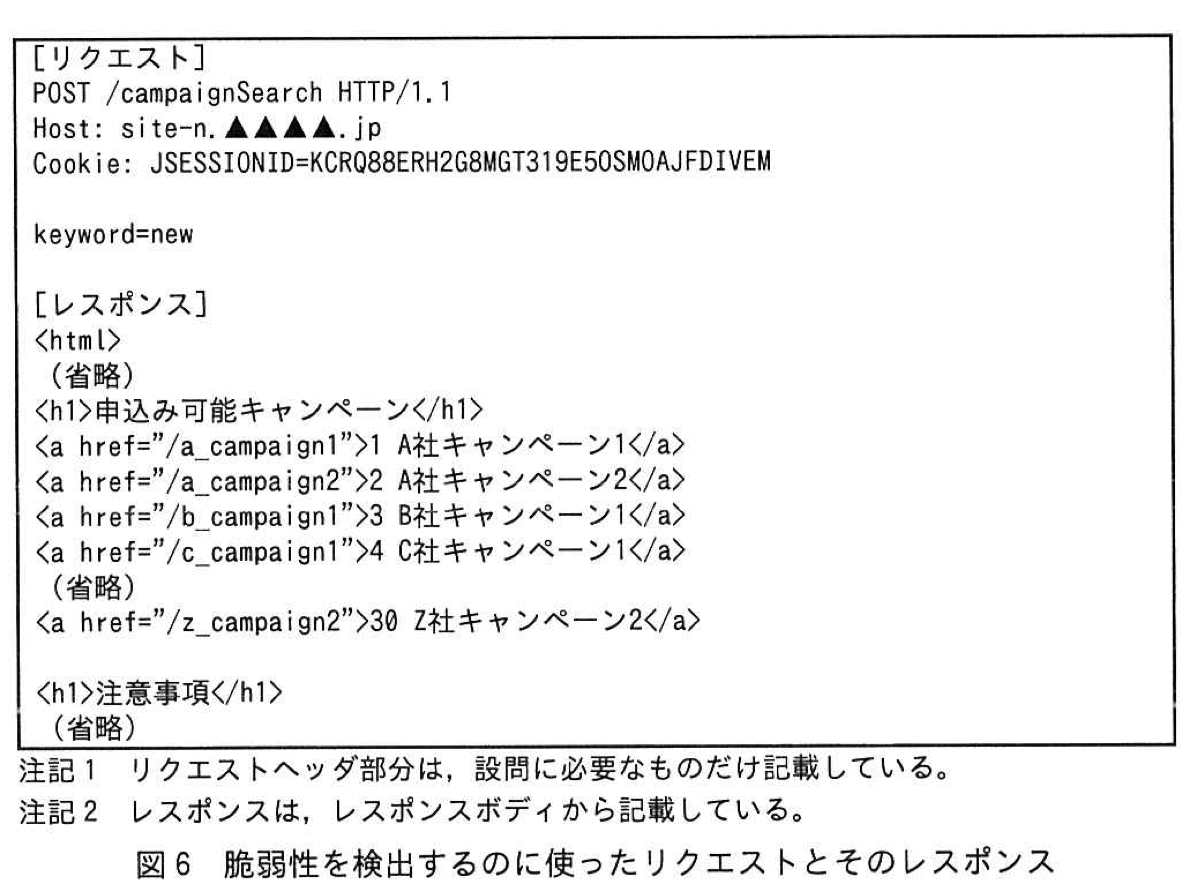 [リクエスト]
POST /campaignSearch HTTP/1.1
Host: site-n.▲▲▲▲.jp
Cookie: JSESSIONID=KCRQ88ERH2G8MGT319E5OSMOAJFDIVEM

keyword=new

[レスポンス]
<html>
（省略）
<h1>申込み可能キャンペーン</h1>
<a href="/a_campaign1">1 A社キャンペーン1</a>
<a href="/a_campaign2">2 A社キャンペーン2</a>
<a href="/b_campaign1">3 B社キャンペーン1</a>
<a href="/c_campaign1">4 C社キャンペーン1</a>
（省略）
<a href="/z_campaign2">30 Z社キャンペーン2</a>

<h1>注意事項</h1>
（省略）
注記1　リクエストヘッダ部分は，設問に必要なものだけ記載している。
注記2　レスポンスは，レスポンスボディから記載している。
図6　脆弱性を検出するのに使ったリクエストとそのレスポンス